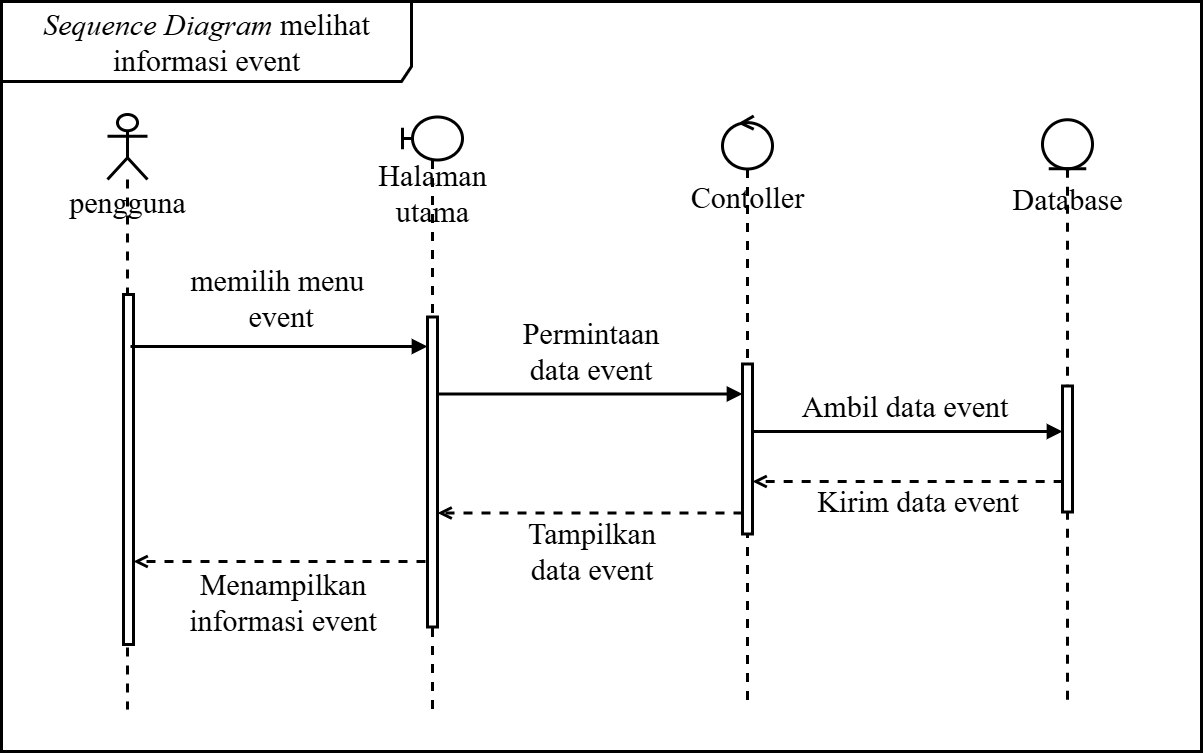 Sequence Diagram melihat
informasi event
pengguna
Halaman
utama
Contoller
Database
memilih menu
event
Permintaan
data event
Ambil data event
Kirim data event
Tampilkan
data event
Menampilkan
informasi event